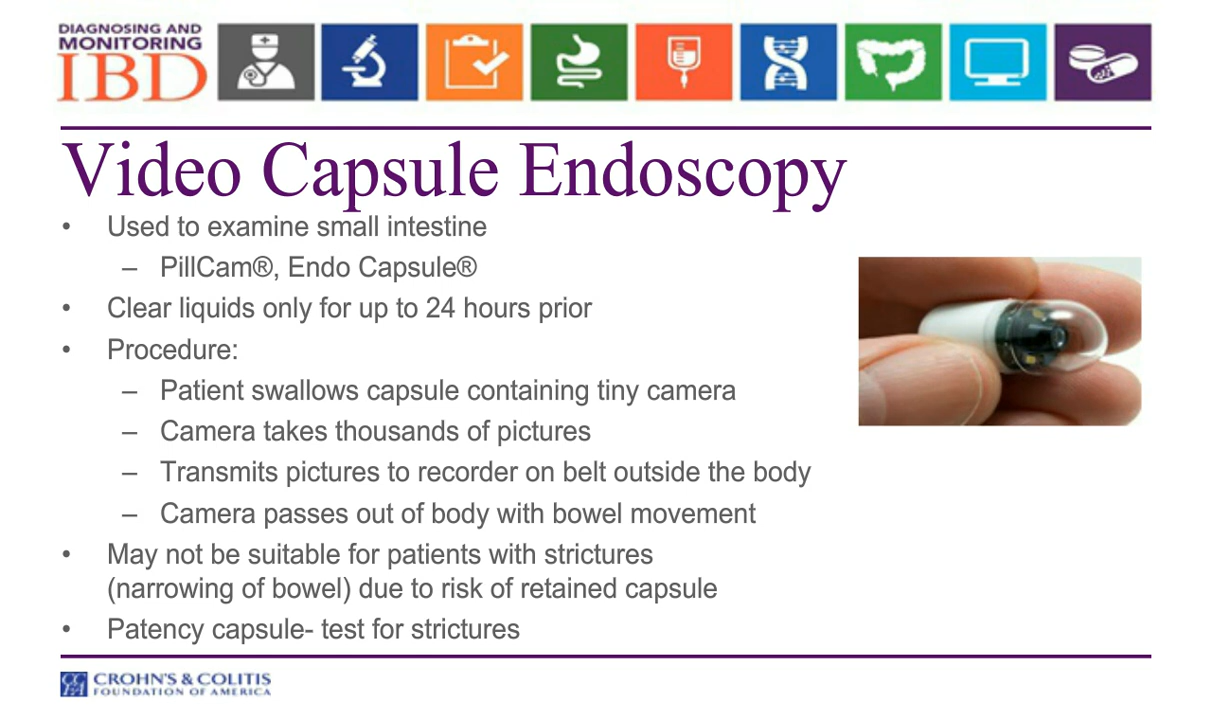 DIAGNOSING AND
MONITORING
IBD
Video Capsule Endoscopy
• Used to examine small intestine
– PillCam®, Endo Capsule®
• Clear liquids only for up to 24 hours prior
• Procedure:
– Patient swallows capsule containing tiny camera
– Camera takes thousands of pictures
– Transmits pictures to recorder on belt outside the body
– Camera passes out of body with bowel movement
• May not be suitable for patients with strictures
(narrowing of bowel) due to risk of retained capsule
• Patency capsule- test for strictures
CCFA
CROHN'S & COLITIS
FOUNDATION OF AMERICA